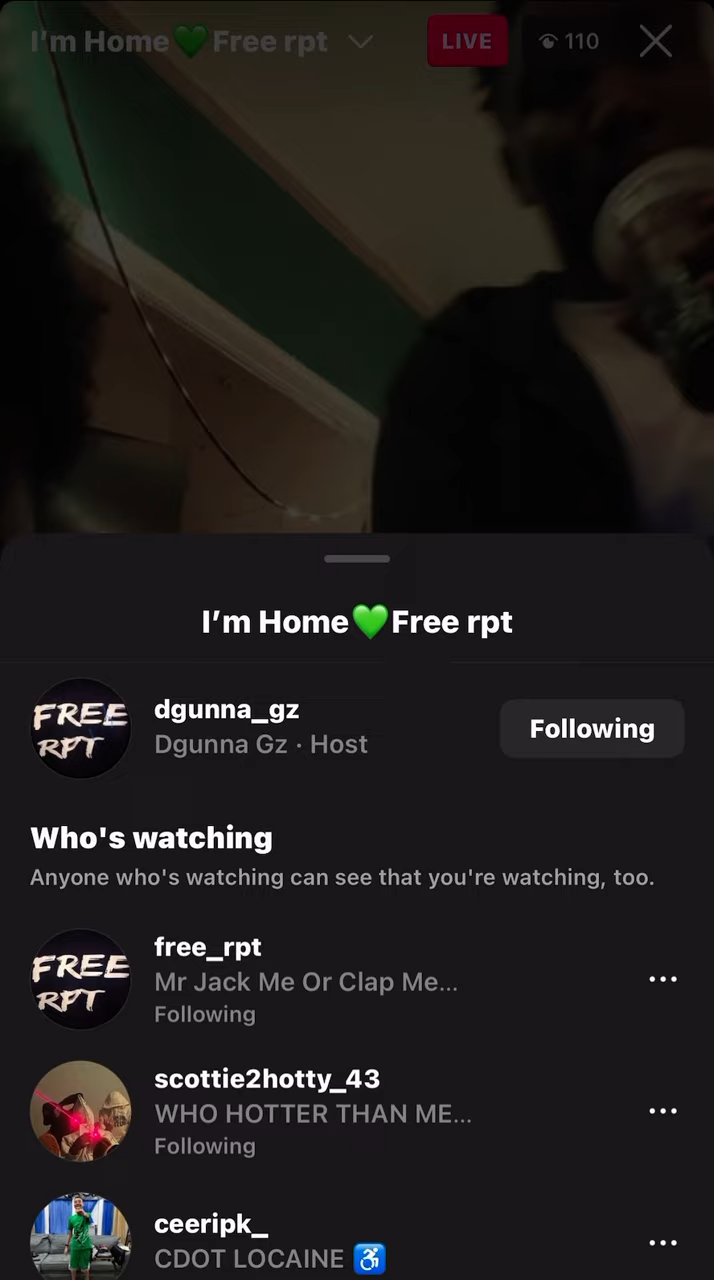 I'm Home💚Free rpt
LIVE
110
I'm Home💚Free rpt
FREE
RPT
dgunna_gz
Dgunna Gz · Host
Following
Who's watching
Anyone who's watching can see that you're watching, too.
FREE
RPT
free_rpt
Mr Jack Me Or Clap Me...
Following
scottie2hotty_43
WHO HOTTER THAN ME...
Following
ceeripk_
CDOT LOCAINE ♿